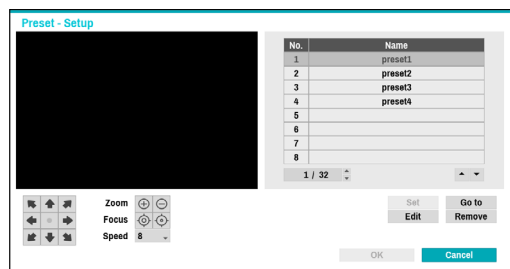 Preset - Setup
No. Name
1 preset1
2 preset2
3 preset3
4 preset4
5
6
7
8
1 / 32
Zoom
Focus
Speed 8
Set Go to
Edit Remove
OK Cancel